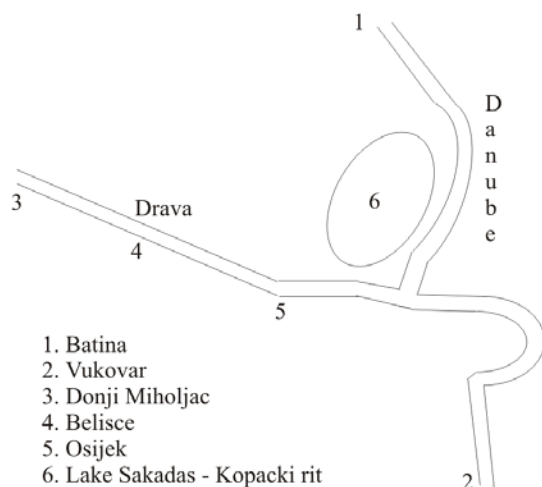 1
Danube
3
Drava
4
6
5
1. Batina
2. Vukovar
3. Donji Miholjac
4. Belisce
5. Osijek
6. Lake Sakadas - Kopacki rit
2